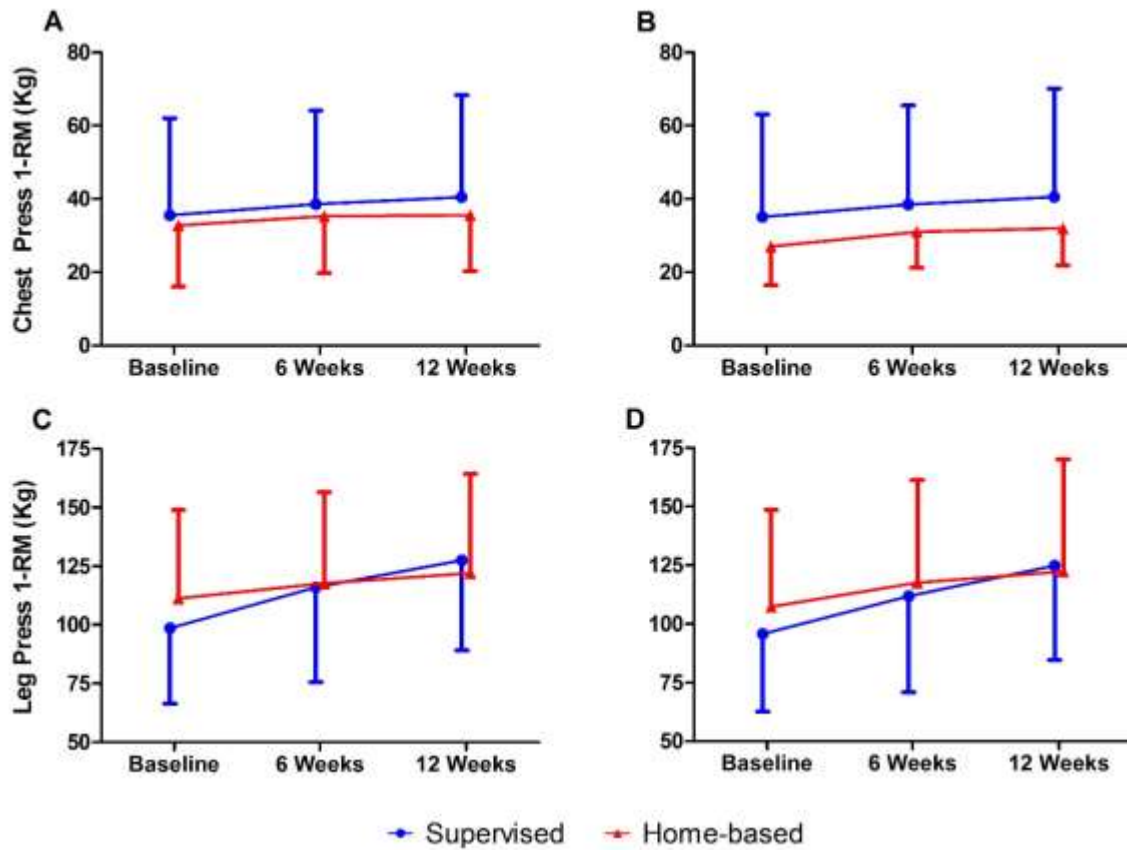 A
B
Chest Press 1-RM (Kg)
80
60
40
20
0
Baseline 6 Weeks 12 Weeks
80
60
40
20
0
Baseline 6 Weeks 12 Weeks
C
D
Leg Press 1-RM (Kg)
175
150
125
100
75
50
Baseline 6 Weeks 12 Weeks
175
150
125
100
75
50
Baseline 6 Weeks 12 Weeks
Supervised Home-based